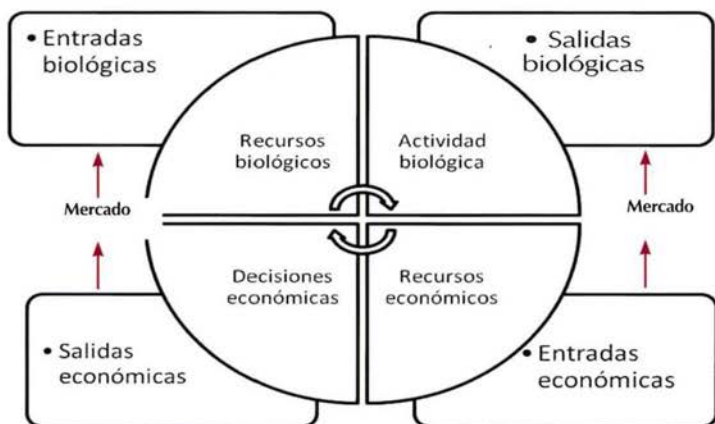 • Entradas
biológicas
• Salidas
biológicas
Recursos
biológicos
Actividad
biológica
Mercado
Mercado
Decisiones
económicas
Recursos
económicos
• Salidas
económicas
• Entradas
económicas